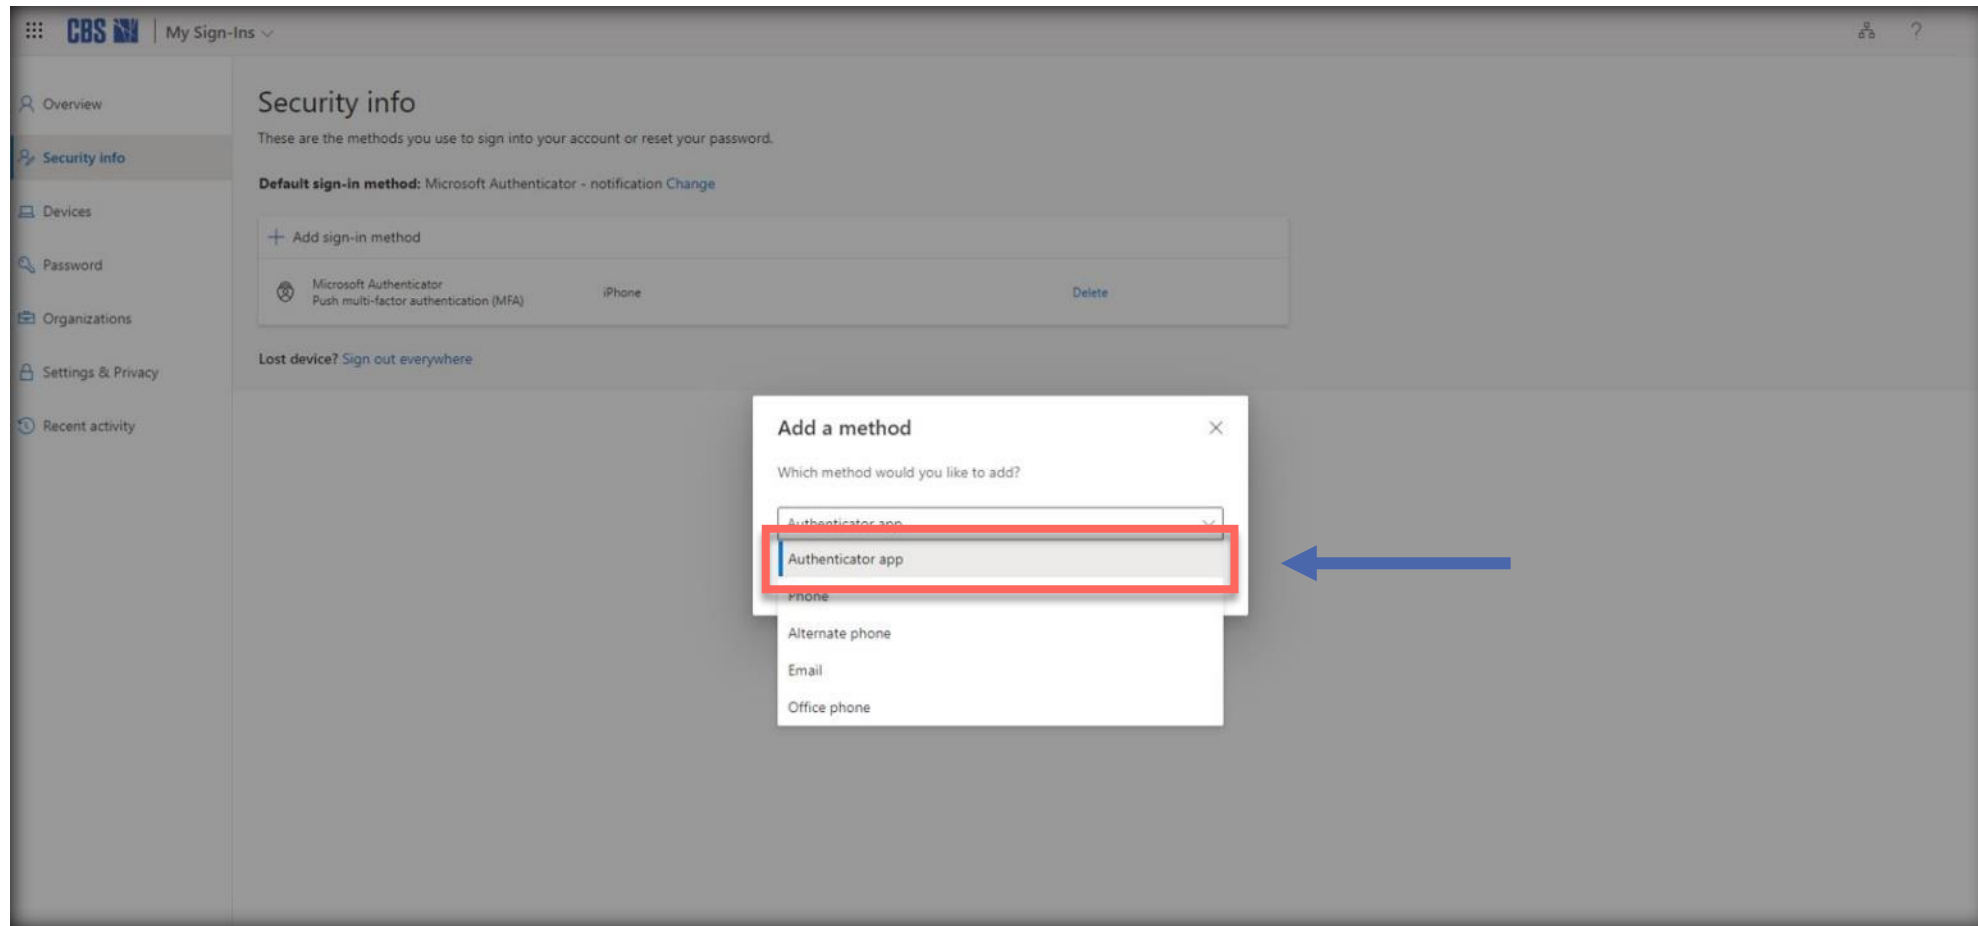 CBS
My Sign-Ins
?
Overview
Security info
Devices
Password
Organizations
Settings & Privacy
Recent activity
Security info
These are the methods you use to sign into your account or reset your password.
Default sign-in method: Microsoft Authenticator - notification Change
+ Add sign-in method
Microsoft Authenticator
Push multi-factor authentication (MFA)
iPhone
Delete
Lost device? Sign out everywhere
Add a method
Which method would you like to add?
Authenticator app
Authenticator app
Phone
Alternate phone
Email
Office phone